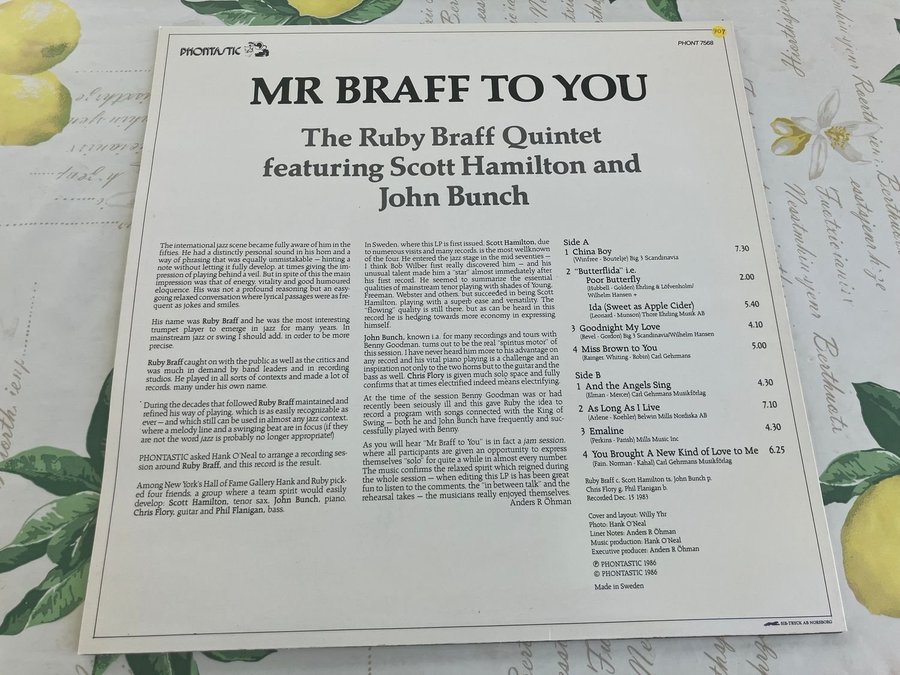 PHONTASTIC
PHONT 7568
707
MR BRAFF TO YOU
The Ruby Braff Quintet
featuring Scott Hamilton and
John Bunch
The international jazz scene became fully aware of him in the
fifties. He had a distinctly personal sound in his horn and a
way of phrasing that was equally unmistakable — hinting a
note without letting it fully develop, at times giving the im-
pression of playing behind a veil. But in spite of this the main
impression was that of energy, vitality and good humoured
eloquence. His was not a profound reasoning but an easy-
going relaxed conversation where lyrical passages were as fre-
quent as jokes and smiles.
His name was Ruby Braff and he was the most interesting
trumpet player to emerge in jazz for many years. In
mainstream jazz or swing I should add, in order to be more
precise.
Ruby Braff caught on with the public as well as the critics and
was much in demand by band leaders and in recording
studios. He played in all sorts of contexts and made a lot of
records, many under his own name.
During the decades that followed Ruby Braff maintained and
refined his way of playing, which is as easily recognizable as
ever — and which still can be used in almost any jazz context,
where a melody line and a swinging beat are in focus (if they
are not the word jazz is probably no longer appropriate!)
PHONTASTIC asked Hank O'Neal to arrange a recording ses-
sion around Ruby Braff, and this record is the result.
Among New York's Hall of Fame Gallery Hank and Ruby pick-
ed four friends, a group where a team spirit would easily
develop: Scott Hamilton, tenor sax, John Bunch, piano,
Chris Flory, guitar and Phil Flanigan, bass.
In Sweden, where this LP is first issued, Scott Hamilton, due
to numerous visits and many records, is the most wellknown
of the four. He entered the jazz stage in the mid seventies —
I think Bob Wilber first really discovered him — and his
unusual talent made him a "star" almost immediately after
his first record. He seemed to summarize the essential
qualities of mainstream tenor playing with shades of Young,
Freeman, Webster and others, but succeeded in being Scott
Hamilton, playing with a superb ease and versatility. The
"flowing" quality is still there, but as can be heard in this
record he is hedging towards more economy in expressing
himself.
John Bunch, known i.a. for many recordings and tours with
Benny Goodman, turns out to be the real "spiritus motor" of
this session. I have never heard him more to his advantage on
any record and his vital piano playing is a challenge and an
inspiration not only to the two horns but to the guitar and the
bass as well. Chris Flory is given much solo space and fully
confirms that at times electrified indeed means electrifying.
At the time of the session Benny Goodman was or had
recently been seriously ill and this gave Ruby the idea to
record a program with songs connected with the King of
Swing — both he and John Bunch have frequently and suc-
cessfully played with Benny.
As you will hear "Mr Braff to You" is in fact a jam session,
where all participants are given an opportunity to express
themselves "solo" for quite a while in almost every number.
The music confirms the relaxed spirit which reigned during
the whole session — when editing this LP is has been great
fun to listen to the comments, the "in between talk" and the
rehearsal takes — the musicians really enjoyed themselves.
Anders R Öhman
Side A
1 China Boy 7.30
(Winfree - Boutelje) Big 3 Scandinavia
2 "Butterflida" i.e.
Poor Butterfly 2.00
(Hubbell - Golden) Ehrling & Löfvenholm/
Wilhelm Hansen +
Ida (Sweet as Apple Cider) 5.40
(Leonard - Munson) Thore Ehrling Musik AB
3 Goodnight My Love 4.10
(Revel - Gordon) Big 3 Scandinavia/Wilhelm Hansen
4 Miss Brown to You 5.00
(Ranger, Whiting - Robin) Carl Gehrmans
Side B
1 And the Angels Sing 4.30
(Elman - Mercer) Carl Gehrmans Musikförlag
2 As Long As I Live 7.10
(Arlene - Koehler) Belwin Mills Nordiska AB
3 Emaline 4.30
(Perkins - Parish) Mills Music Inc
4 You Brought A New Kind of Love to Me 6.25
(Fain, Norman - Kahal) Carl Gehrmans Musikförlag
Ruby Braff c, Scott Hamilton ts, John Bunch p,
Chris Flory g, Phil Flanigan b.
Recorded Dec. 15 1983
Cover and layout: Willy Yhr
Photo: Hank O'Neal
Liner Notes: Anders R Öhman
Music production: Hank O'Neal
Executive producer: Anders R Öhman
℗ PHONTASTIC 1986
© PHONTASTIC 1986
Made in Sweden
TRYCK AB NORSBORG